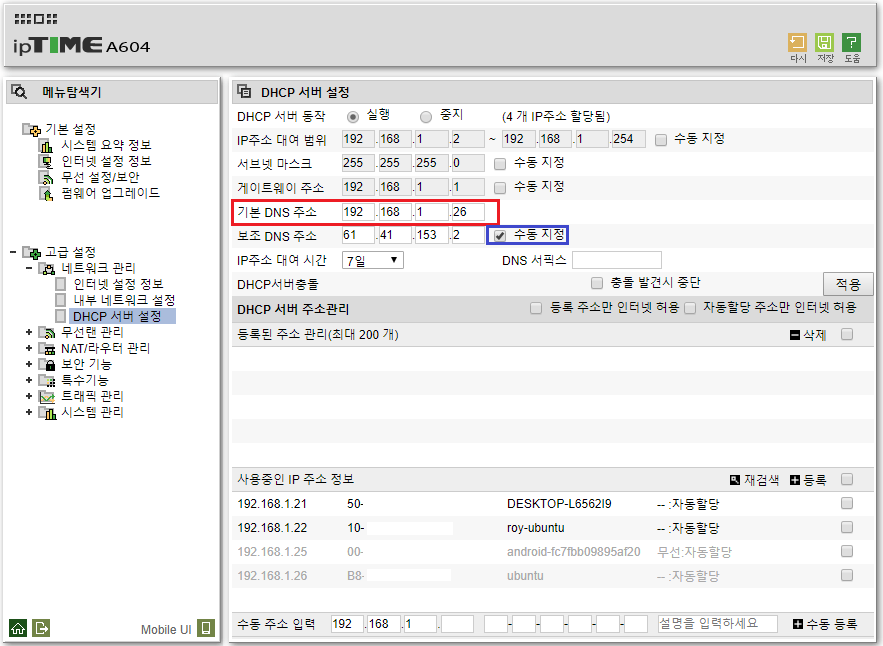 ipTIME A604
다시 저장 도움
메뉴탐색기
기본 설정
시스템 요약 정보
인터넷 설정 정보
무선 설정/보안
펌웨어 업그레이드
고급 설정
네트워크 관리
인터넷 설정 정보
내부 네트워크 설정
DHCP 서버 설정
무선랜 관리
NAT/라우터 관리
보안 기능
특수기능
트래픽 관리
시스템 관리
Mobile UI
DHCP 서버 설정
DHCP 서버 동작 실행 중지 (4 개 IP주소 할당됨)
IP주소 대여 범위 192 .168 .1 .2 ~ 192 .168 .1 .254 수동 지정
서브넷 마스크 255 .255 .255 .0 수동 지정
게이트웨이 주소 192 .168 .1 .1 수동 지정
기본 DNS 주소 192 .168 .1 .26
보조 DNS 주소 61 .41 .153 .2 수동 지정
IP주소 대여 시간 7일 DNS 서픽스
DHCP서버충돌 충돌 발견시 중단 적용
DHCP 서버 주소관리 등록 주소만 인터넷 허용 자동할당 주소만 인터넷 허용
등록된 주소 관리(최대 200 개) 삭제
사용중인 IP 주소 정보 재검색 등록
192.168.1.21 50- DESKTOP-L6562I9 -- :자동할당
192.168.1.22 10- roy-ubuntu -- :자동할당
192.168.1.25 00- android-fc7fbb09895af20 무선:자동할당
192.168.1.26 B8- ubuntu -- :자동할당
수동 주소 입력 192 .168 .1 . - - - - - 설명을 입력하세요 수동 등록